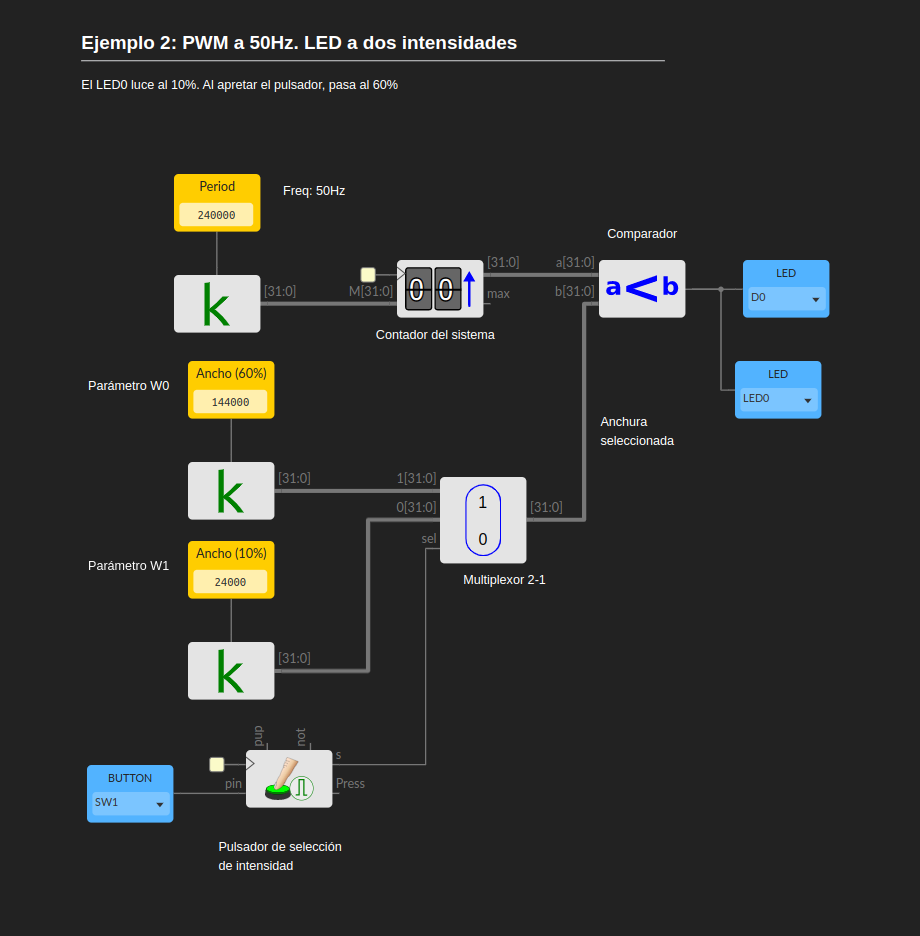 Ejemplo 2: PWM a 50Hz. LED a dos intensidades
El LED0 luce al 10%. Al apretar el pulsador, pasa al 60%
Period
240000
Freq: 50Hz
Comparador
k
[31:0]
M[31:0]
00
[31:0]
max
a[31:0]
b[31:0]
a<b
LED
D0
Contador del sistema
LED
LED0
Parámetro W0
Ancho (60%)
144000
Anchura
seleccionada
k
[31:0]
1[31:0]
0[31:0]
sel
1
0
[31:0]
Multiplexor 2-1
Parámetro W1
Ancho (10%)
24000
k
[31:0]
pup
not
s
pin
Press
BUTTON
SW1
Pulsador de selección
de intensidad